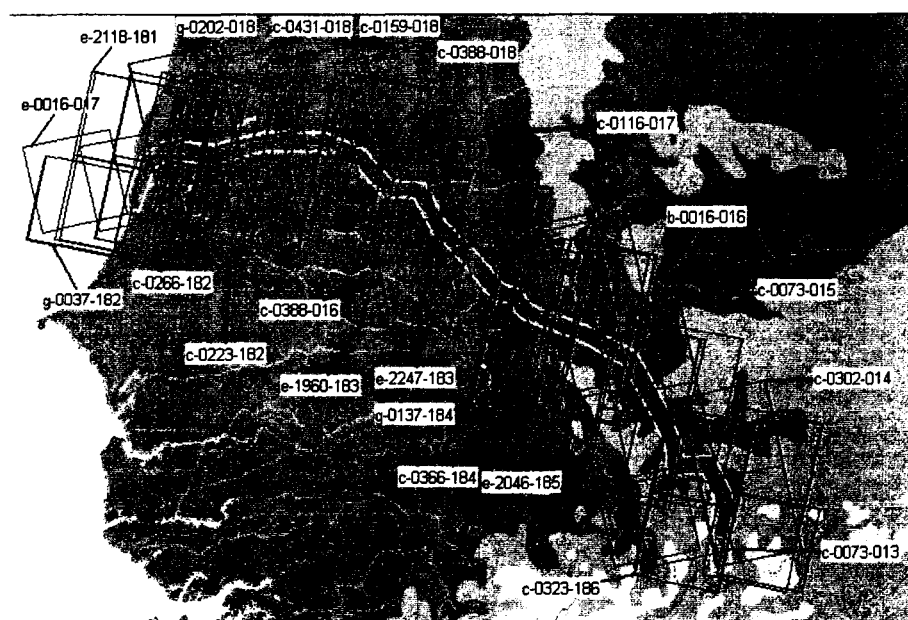 g-0202-018 c-0431-018 c-0159-018
e-2118-181
c-0388-018
e-0016-017
c-0116-017
b-0016-016
c-0266-182
c-0073-015
g-0037-182
c-0388-016
c-0223-182
e-1960-183
e-2247-183
c-0302-014
g-0137-184
c-0366-184
e-2046-185
c-0073-013
c-0323-186